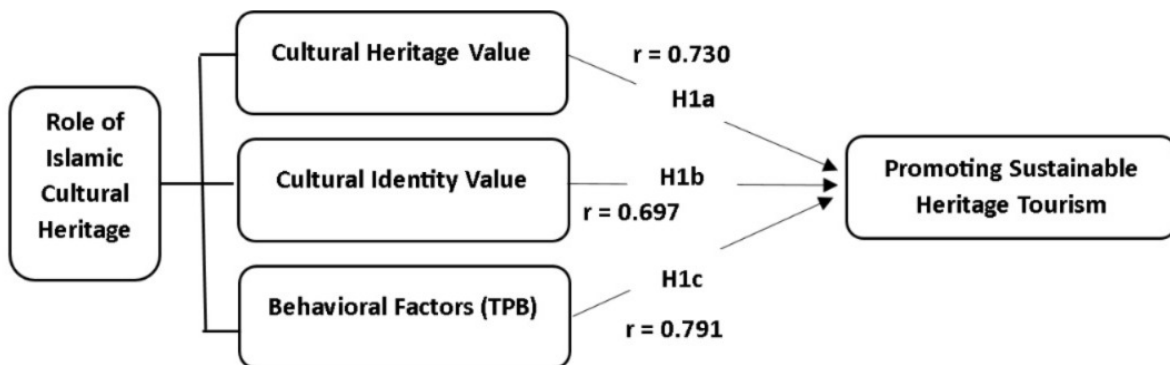 Role of
Islamic
Cultural
Heritage
Cultural Heritage Value
Cultural Identity Value
Behavioral Factors (TPB)
r = 0.730
H1a
H1b
r = 0.697
H1c
r = 0.791
Promoting Sustainable
Heritage Tourism